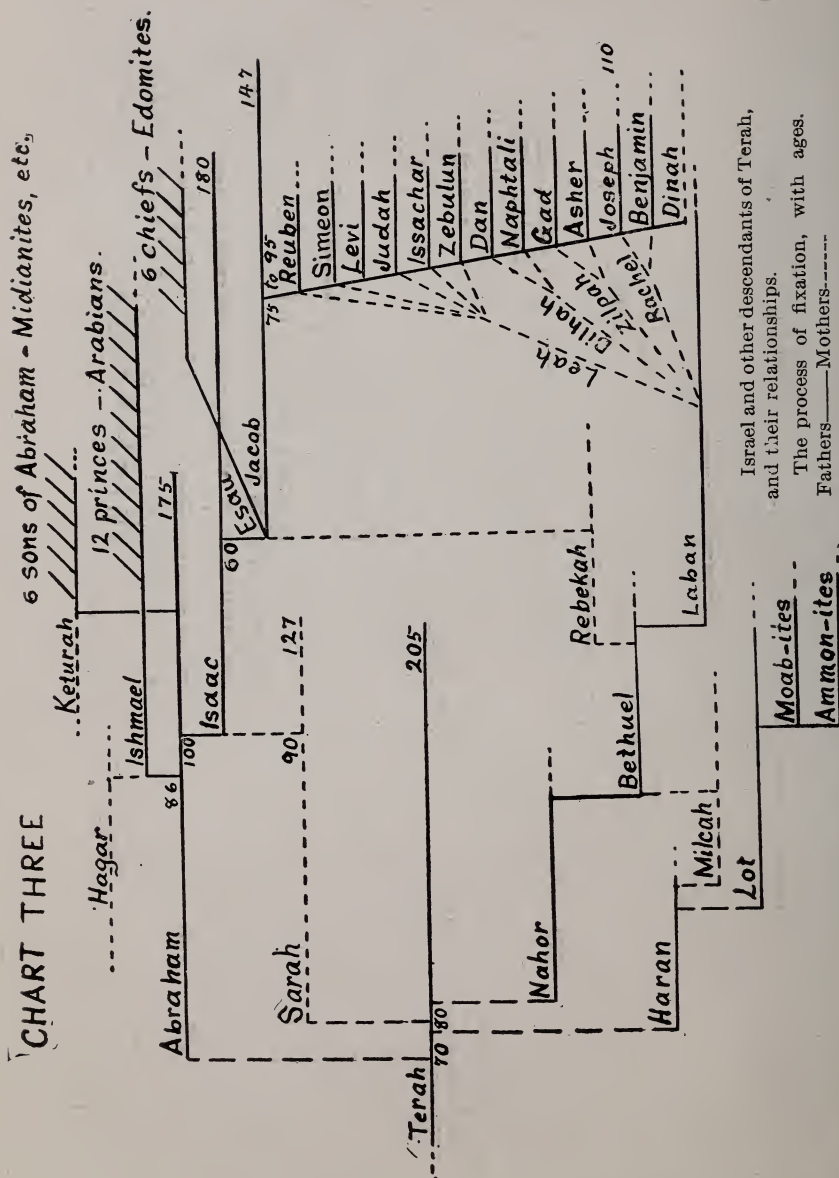 CHART THREE
6 sons of Abraham - Midianites, etc,
Keturah
12 princes - Arabians.
Hagar
6 chiefs - Edomites.
Ishmael
86
175
Abraham
100
Isaac
180
60
Esau
Jacob
147
75 to 95
Reuben
Simeon
Levi
Judah
Issachar
Zebulun
Dan
Naphtali
Gad
Asher
Joseph
110
Benjamin
Dinah
Leah
Bilhah
Zilpah
Rachel
Sarah
90
127
Terah
70
80
205
Nahor
Rebekah
Bethuel
Laban
Haran
Milcah
Lot
Moab-ites
Ammon-ites
Israel and other descendants of Terah,
and their relationships.
The process of fixation, with ages.
Fathers——Mothers------